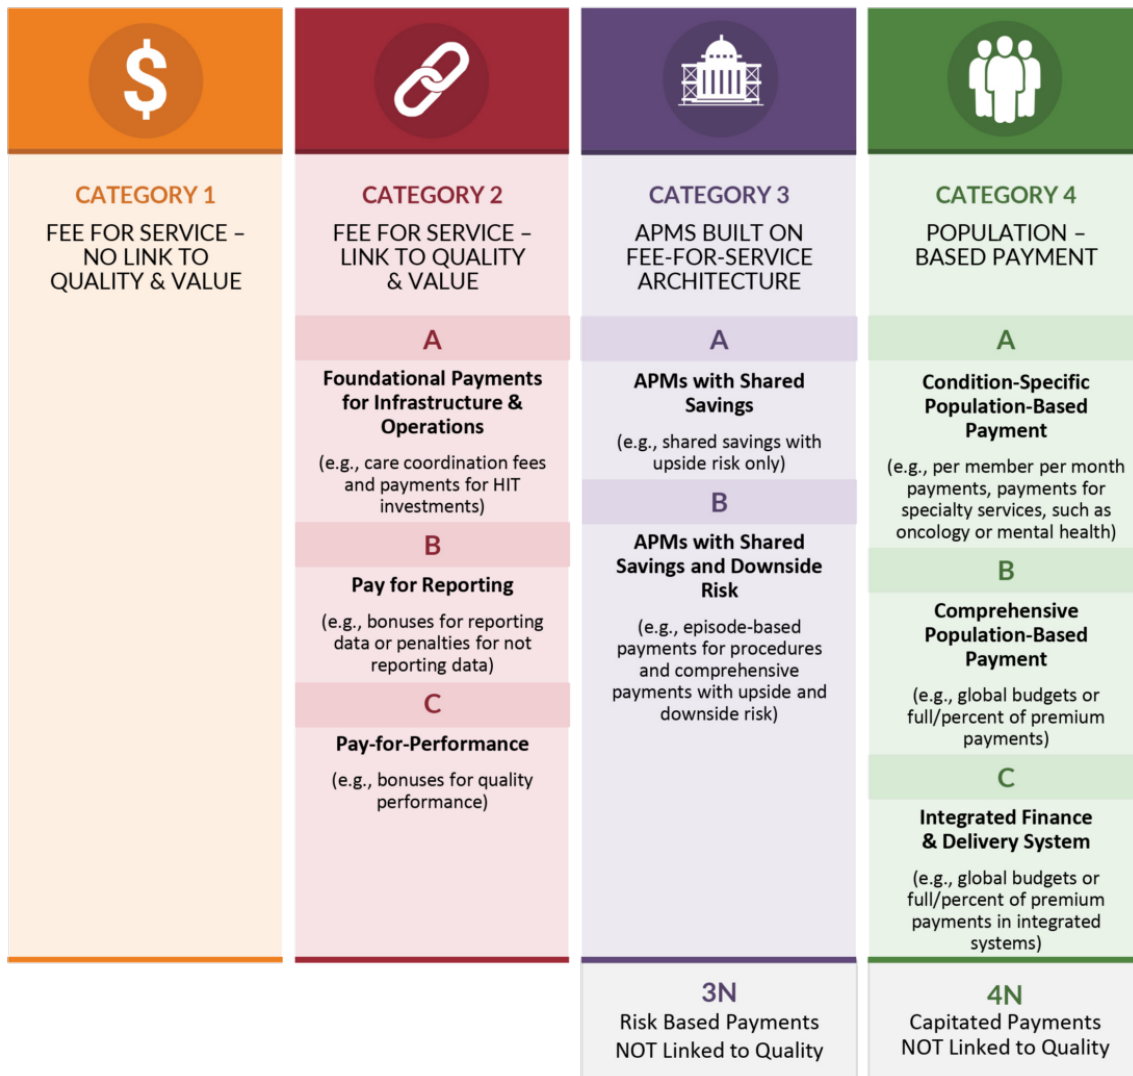 $
CATEGORY 1
FEE FOR SERVICE –
NO LINK TO
QUALITY & VALUE
CATEGORY 2
FEE FOR SERVICE –
LINK TO QUALITY
& VALUE
A
Foundational Payments
for Infrastructure &
Operations
(e.g., care coordination fees
and payments for HIT
investments)
B
Pay for Reporting
(e.g., bonuses for reporting
data or penalties for not
reporting data)
C
Pay-for-Performance
(e.g., bonuses for quality
performance)
CATEGORY 3
APMS BUILT ON
FEE-FOR-SERVICE
ARCHITECTURE
A
APMs with Shared
Savings
(e.g., shared savings with
upside risk only)
B
APMs with Shared
Savings and Downside
Risk
(e.g., episode-based
payments for procedures
and comprehensive
payments with upside and
downside risk)
3N
Risk Based Payments
NOT Linked to Quality
CATEGORY 4
POPULATION –
BASED PAYMENT
A
Condition-Specific
Population-Based
Payment
(e.g., per member per month
payments, payments for
specialty services, such as
oncology or mental health)
B
Comprehensive
Population-Based
Payment
(e.g., global budgets or
full/percent of premium
payments)
C
Integrated Finance
& Delivery System
(e.g., global budgets or
full/percent of premium
payments in integrated
systems)
4N
Capitated Payments
NOT Linked to Quality